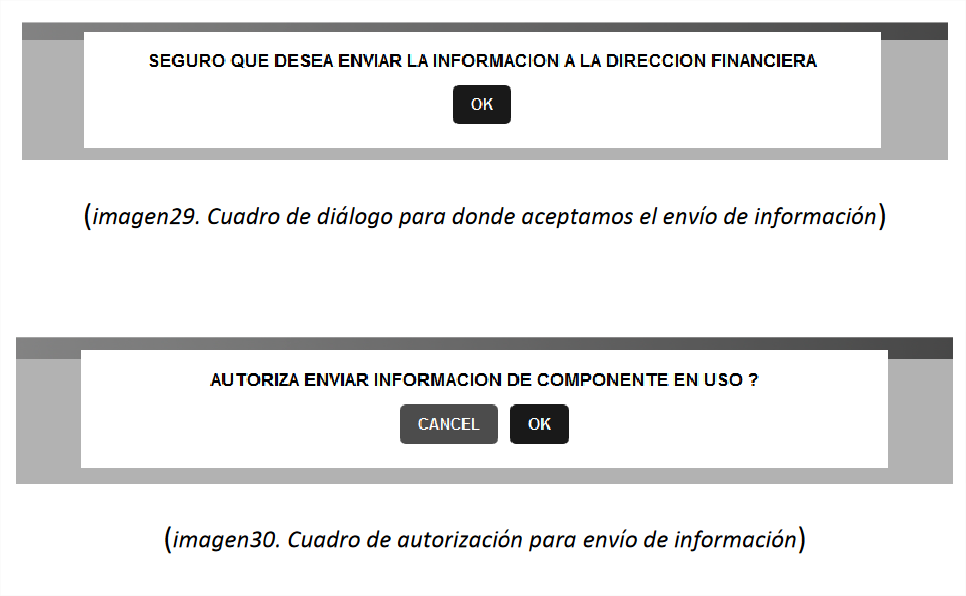 SEGURO QUE DESEA ENVIAR LA INFORMACION A LA DIRECCION FINANCIERA
OK
(imagen29. Cuadro de diálogo para donde aceptamos el envío de información)
AUTORIZA ENVIAR INFORMACION DE COMPONENTE EN USO ?
CANCEL OK
(imagen30. Cuadro de autorización para envío de información)